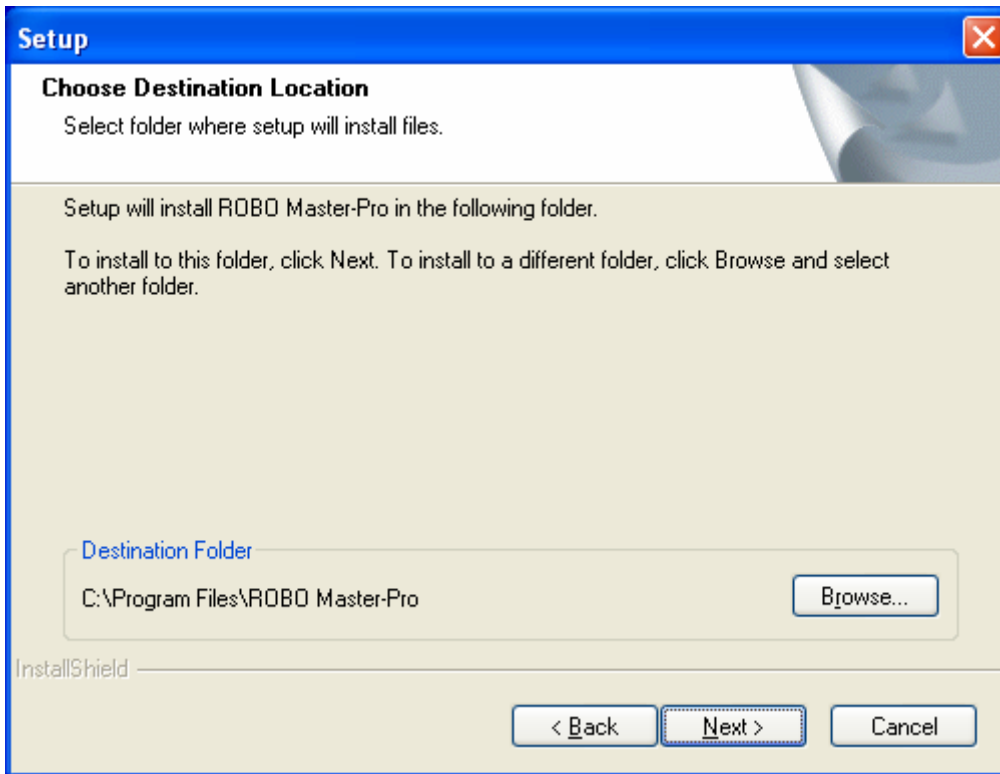 Setup
Choose Destination Location
Select folder where setup will install files.
Setup will install ROBO Master-Pro in the following folder.
To install to this folder, click Next. To install to a different folder, click Browse and select
another folder.
Destination Folder
C:\Program Files\ROBO Master-Pro
Browse...
InstallShield
< Back
Next >
Cancel